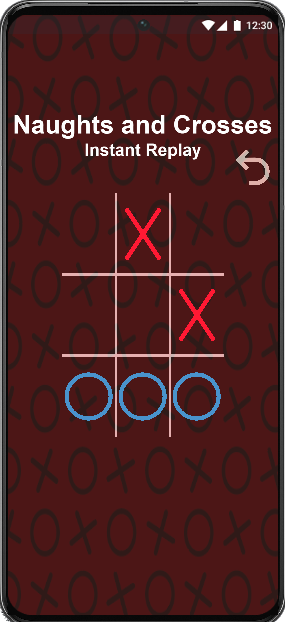 12:30
Naughts and Crosses
Instant Replay
X
X
O O O